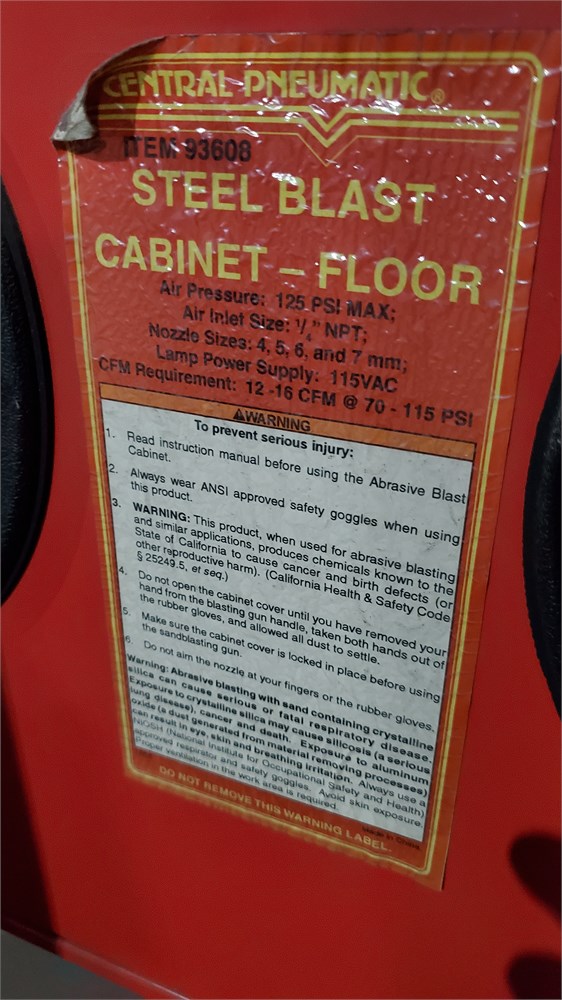 CENTRAL PNEUMATIC®
ITEM 93608
STEEL BLAST
CABINET – FLOOR
Air Pressure: 125 PSI MAX;
Air Inlet Size: 1/4" NPT;
Nozzle Sizes: 4, 5, 6, and 7 mm;
Lamp Power Supply: 115VAC
CFM Requirement: 12 -16 CFM @ 70 - 115 PSI
⚠WARNING
To prevent serious injury:
1. Read instruction manual before using the Abrasive Blast
Cabinet.
2. Always wear ANSI approved safety goggles when using
this product.
3. WARNING: This product, when used for abrasive blasting
and similar applications, produces chemicals known to the
State of California to cause cancer and birth defects (or
other reproductive harm). (California Health & Safety Code
§ 25249.5, et seq.)
4. Do not open the cabinet cover until you have removed your
hand from the blasting gun handle, taken both hands out of
the rubber gloves, and allowed all dust to settle.
5. Make sure the cabinet cover is locked in place before using
the sandblasting gun.
6. Do not aim the nozzle at your fingers or the rubber gloves.
Warning: Abrasive blasting with sand containing crystalline
silica can cause serious or fatal respiratory disease.
Exposure to crystalline silica may cause silicosis (a serious
lung disease), cancer and death. Exposure to aluminum
oxide (a dust generated from material removing processes)
can result in eye, skin and breathing irritation. Always use a
NIOSH (National Institute for Occupational Safety and Health)
approved respirator and safety goggles. Avoid skin exposure.
Proper ventilation in the work area is required.
Made in China
DO NOT REMOVE THIS WARNING LABEL.